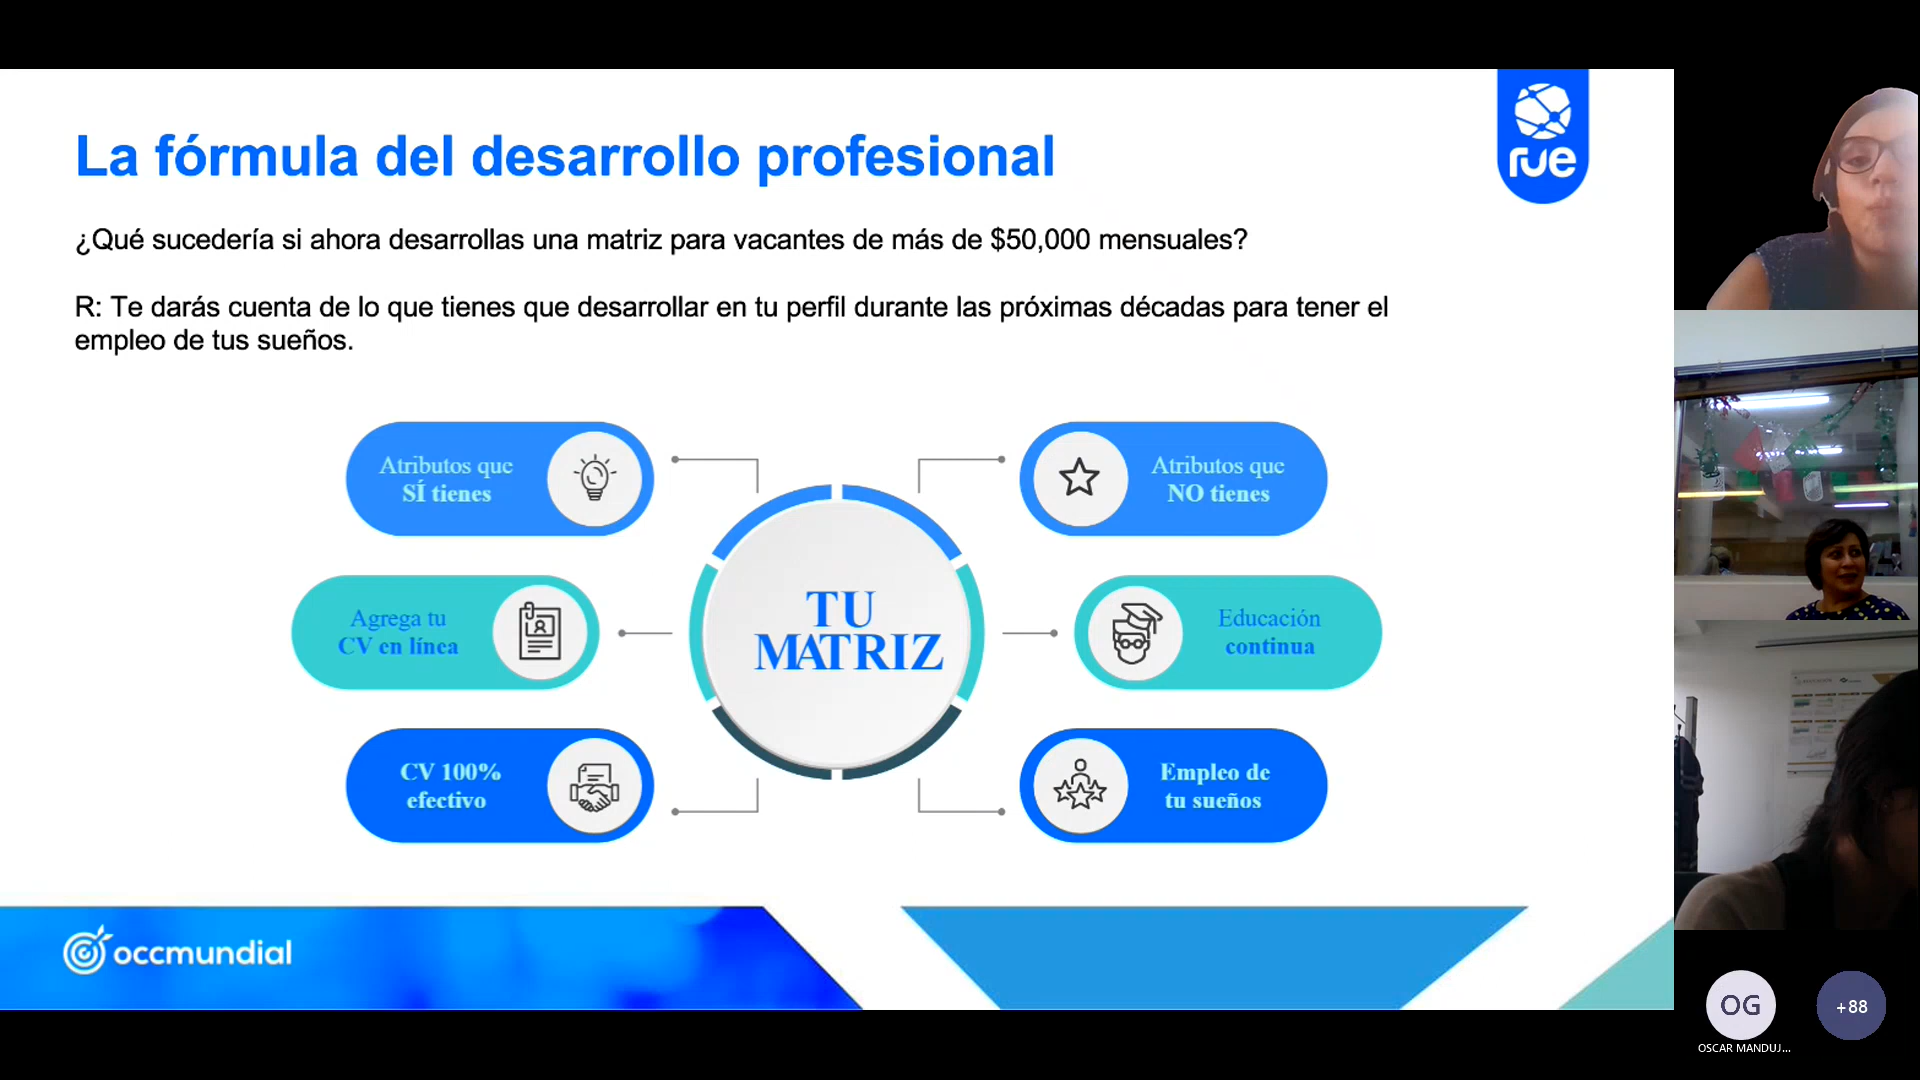 La fórmula del desarrollo profesional
rue
¿Qué sucedería si ahora desarrollas una matriz para vacantes de más de $50,000 mensuales?
R: Te darás cuenta de lo que tienes que desarrollar en tu perfil durante las próximas décadas para tener el
empleo de tus sueños.
Atributos que
SÍ tienes
Atributos que
NO tienes
Agrega tu
CV en línea
TU
MATRIZ
Educación
continua
CV 100%
efectivo
Empleo de
tu sueños
occmundial
OG
+88
OSCAR MANDUJ...